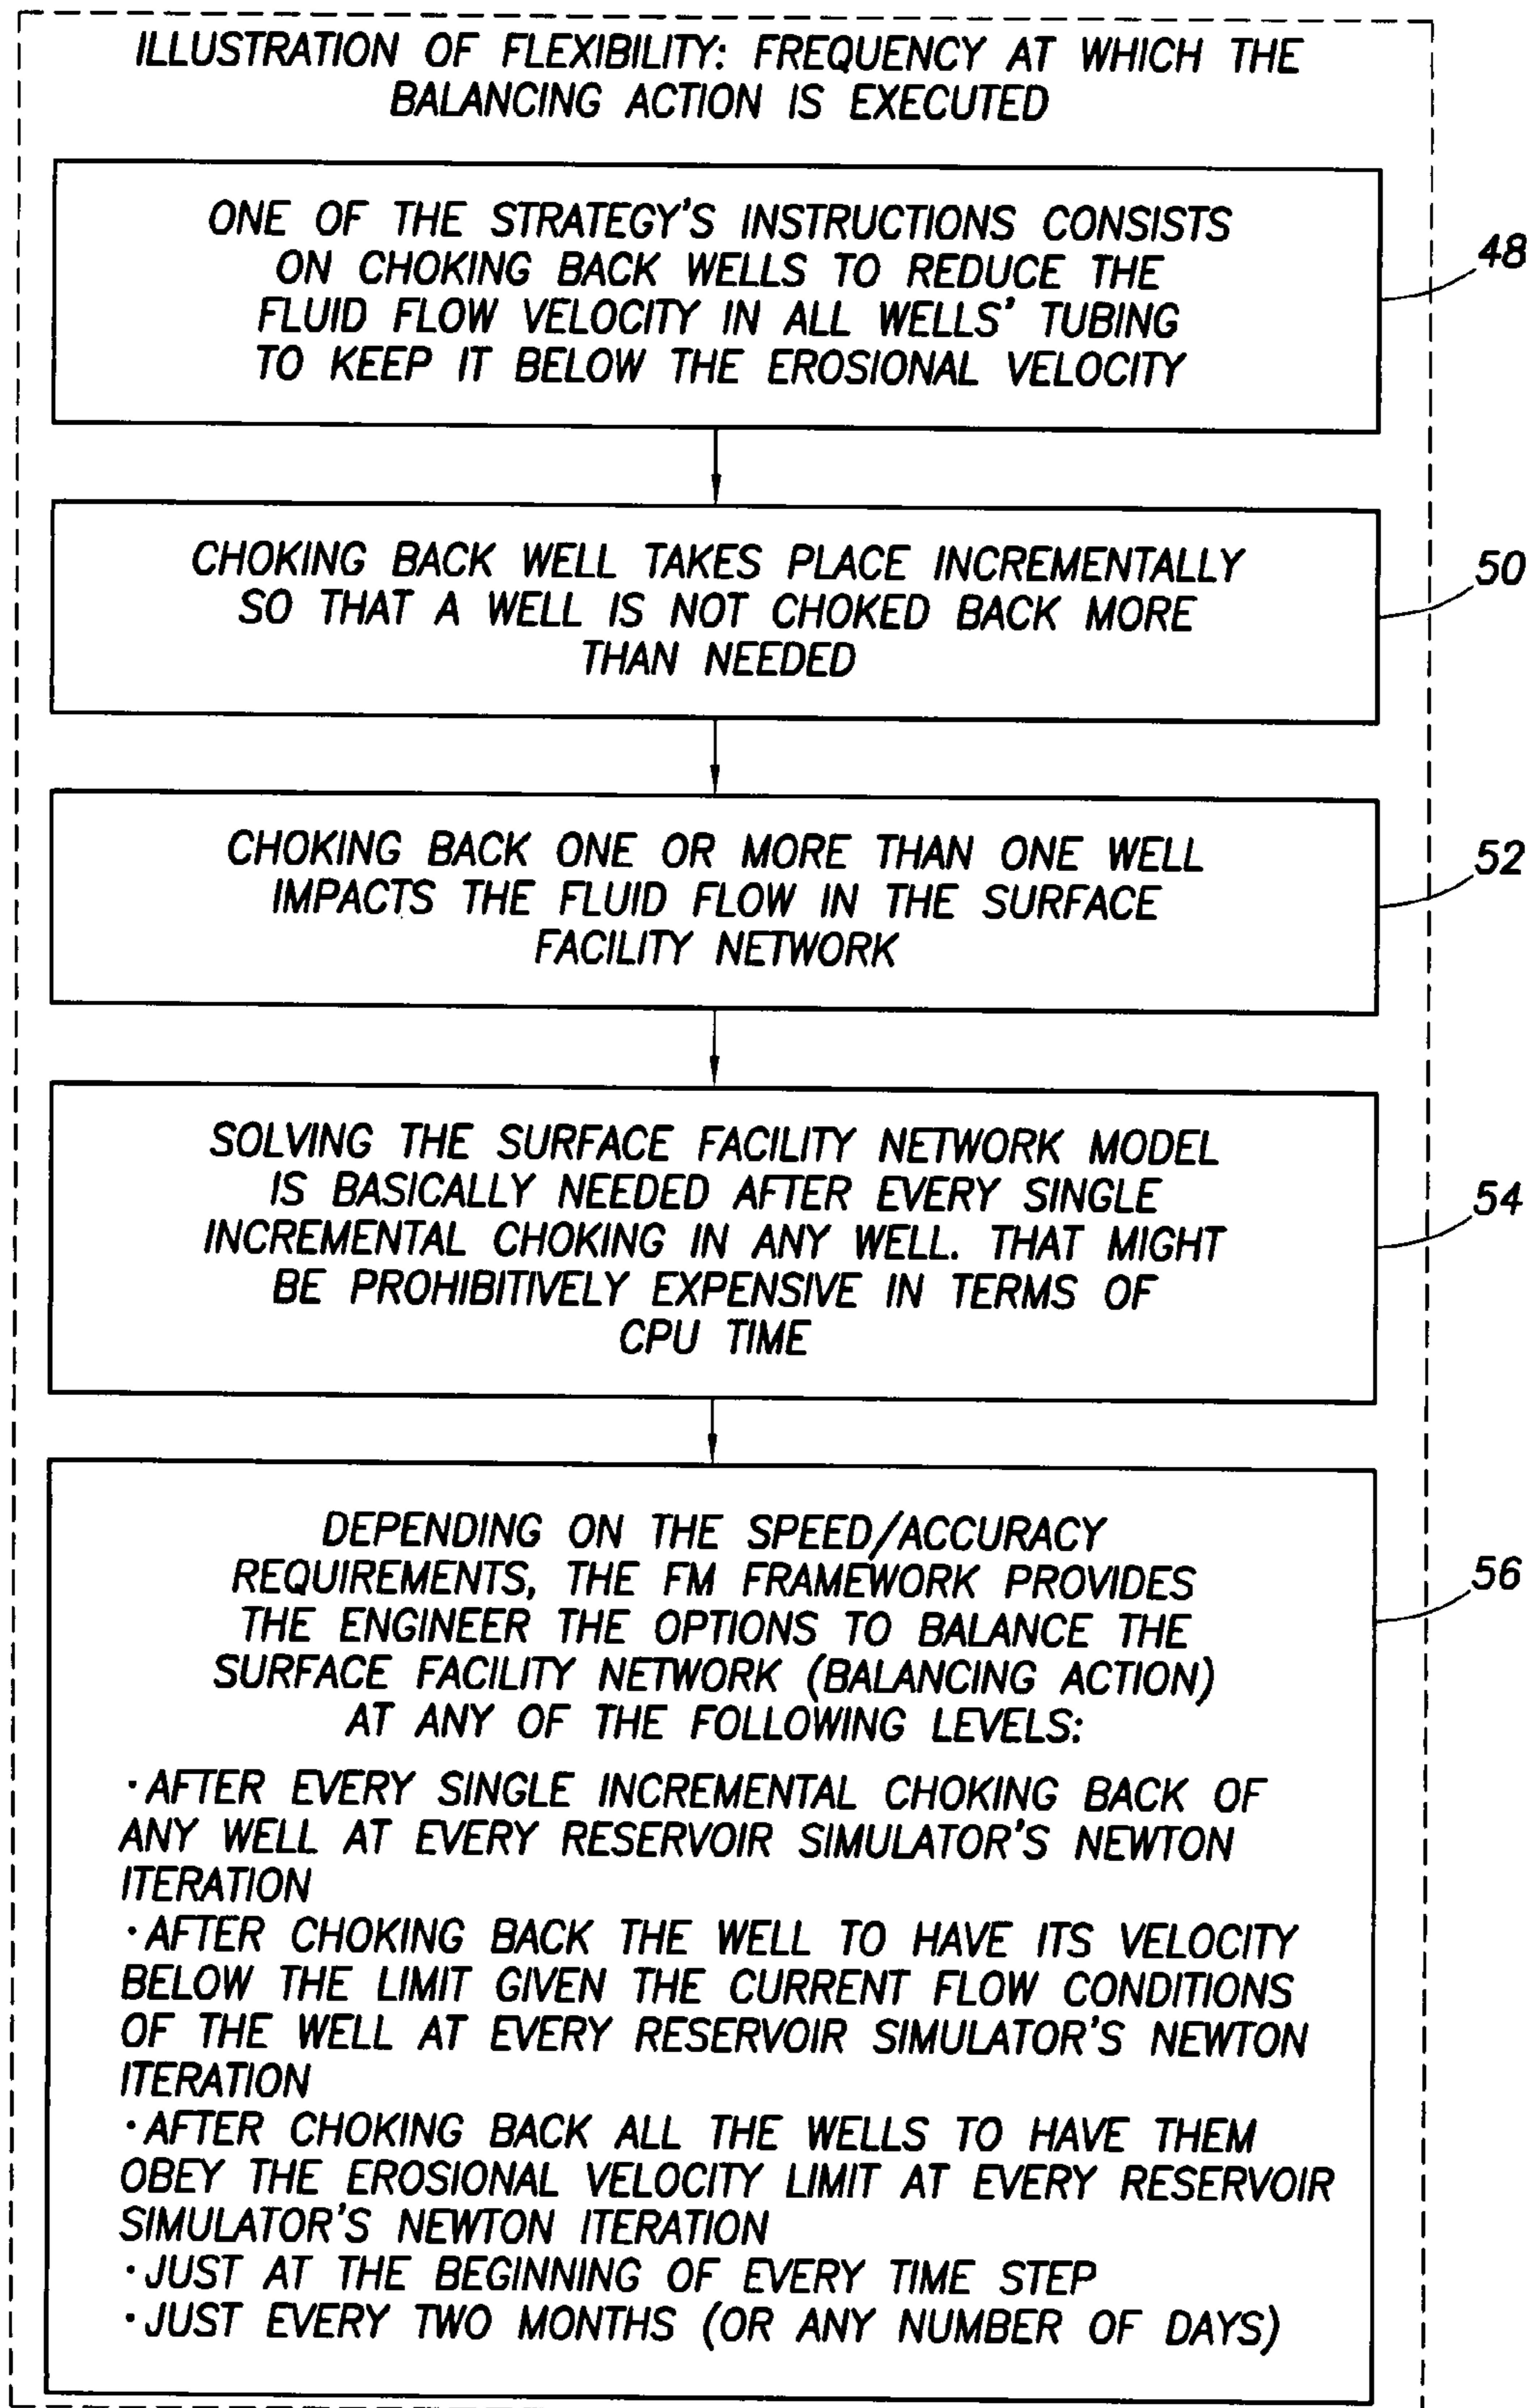 ILLUSTRATION OF FLEXIBILITY: FREQUENCY AT WHICH THE
BALANCING ACTION IS EXECUTED
ONE OF THE STRATEGY'S INSTRUCTIONS CONSISTS
ON CHOKING BACK WELLS TO REDUCE THE
FLUID FLOW VELOCITY IN ALL WELLS' TUBING
TO KEEP IT BELOW THE EROSIONAL VELOCITY
48
CHOKING BACK WELL TAKES PLACE INCREMENTALLY
SO THAT A WELL IS NOT CHOKED BACK MORE
THAN NEEDED
50
CHOKING BACK ONE OR MORE THAN ONE WELL
IMPACTS THE FLUID FLOW IN THE SURFACE
FACILITY NETWORK
52
SOLVING THE SURFACE FACILITY NETWORK MODEL
IS BASICALLY NEEDED AFTER EVERY SINGLE
INCREMENTAL CHOKING IN ANY WELL. THAT MIGHT
BE PROHIBITIVELY EXPENSIVE IN TERMS OF
CPU TIME
54
DEPENDING ON THE SPEED/ACCURACY
REQUIREMENTS, THE FM FRAMEWORK PROVIDES
THE ENGINEER THE OPTIONS TO BALANCE THE
SURFACE FACILITY NETWORK (BALANCING ACTION)
AT ANY OF THE FOLLOWING LEVELS:
· AFTER EVERY SINGLE INCREMENTAL CHOKING BACK OF
ANY WELL AT EVERY RESERVOIR SIMULATOR'S NEWTON
ITERATION
· AFTER CHOKING BACK THE WELL TO HAVE ITS VELOCITY
BELOW THE LIMIT GIVEN THE CURRENT FLOW CONDITIONS
OF THE WELL AT EVERY RESERVOIR SIMULATOR'S NEWTON
ITERATION
· AFTER CHOKING BACK ALL THE WELLS TO HAVE THEM
OBEY THE EROSIONAL VELOCITY LIMIT AT EVERY RESERVOIR
SIMULATOR'S NEWTON ITERATION
· JUST AT THE BEGINNING OF EVERY TIME STEP
· JUST EVERY TWO MONTHS (OR ANY NUMBER OF DAYS)
56